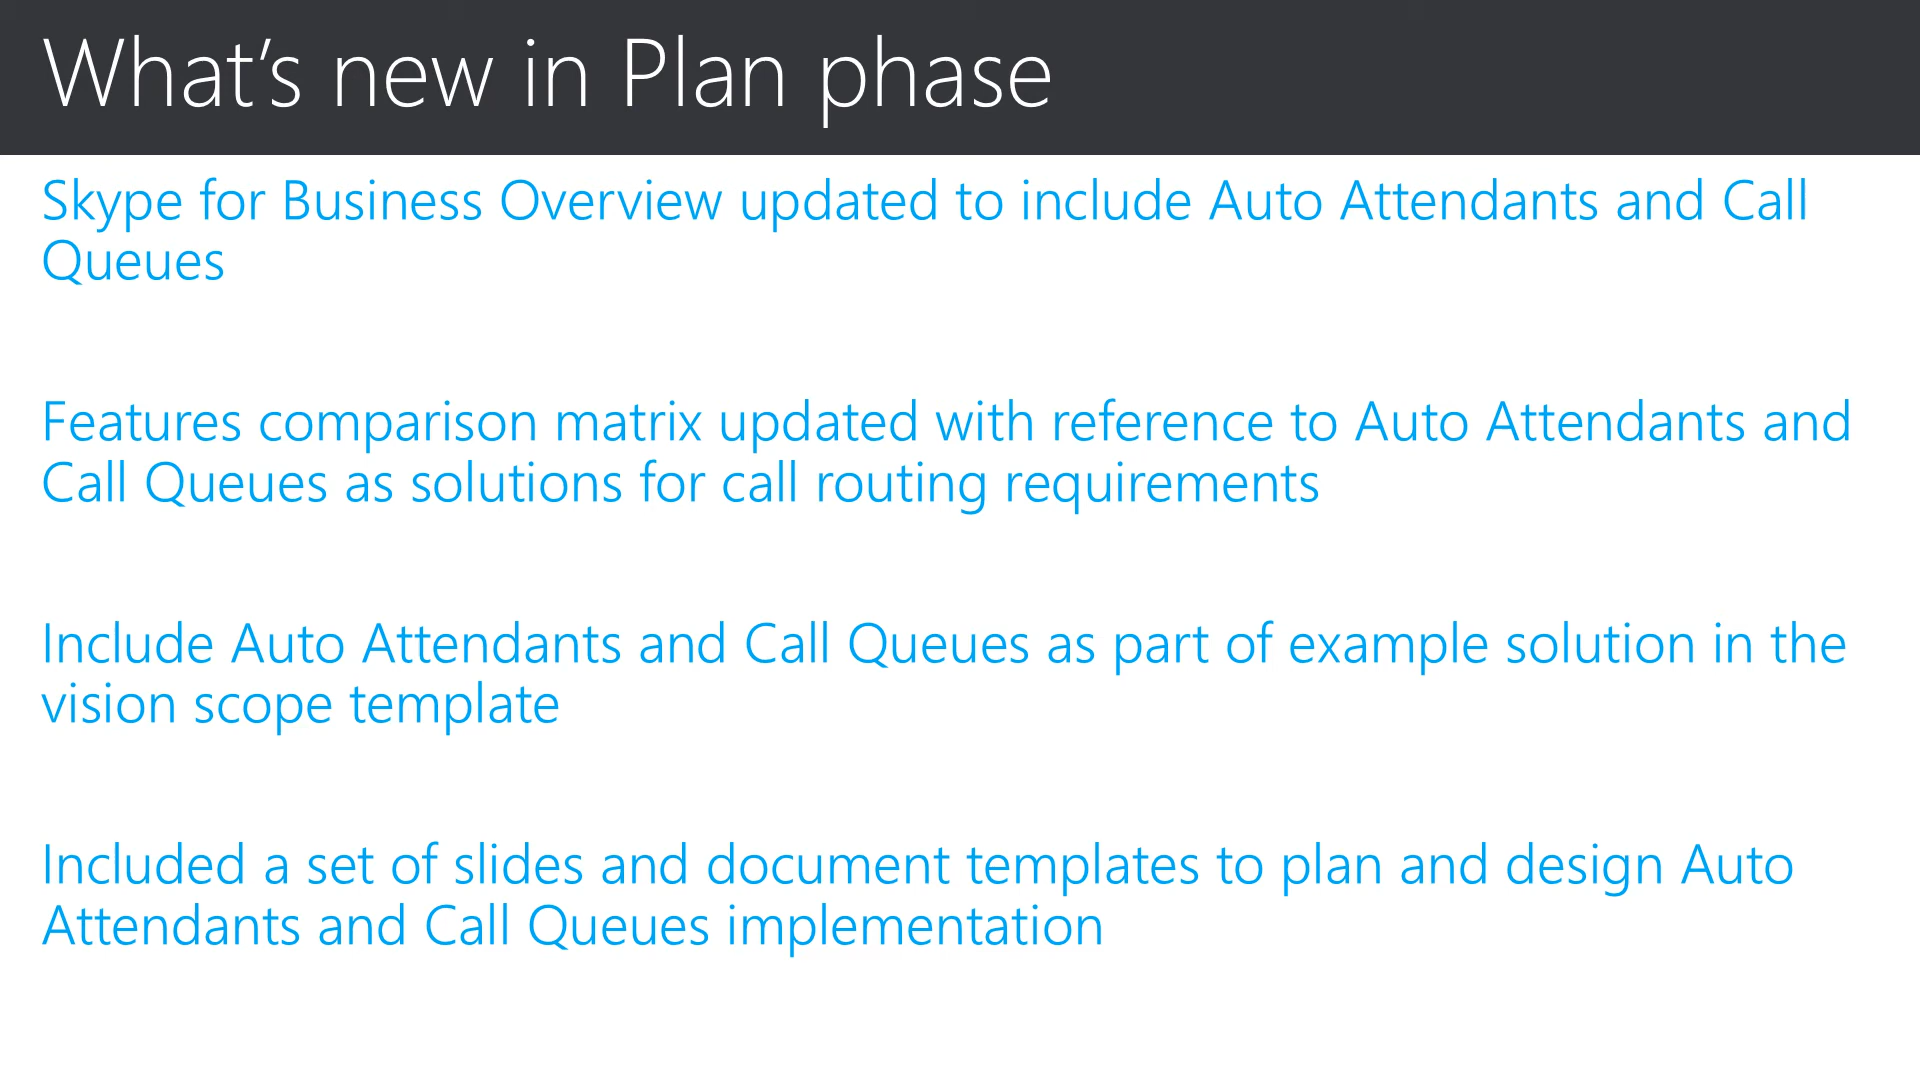 What’s new in Plan phase
Skype for Business Overview updated to include Auto Attendants and Call
Queues
Features comparison matrix updated with reference to Auto Attendants and
Call Queues as solutions for call routing requirements
Include Auto Attendants and Call Queues as part of example solution in the
vision scope template
Included a set of slides and document templates to plan and design Auto
Attendants and Call Queues implementation